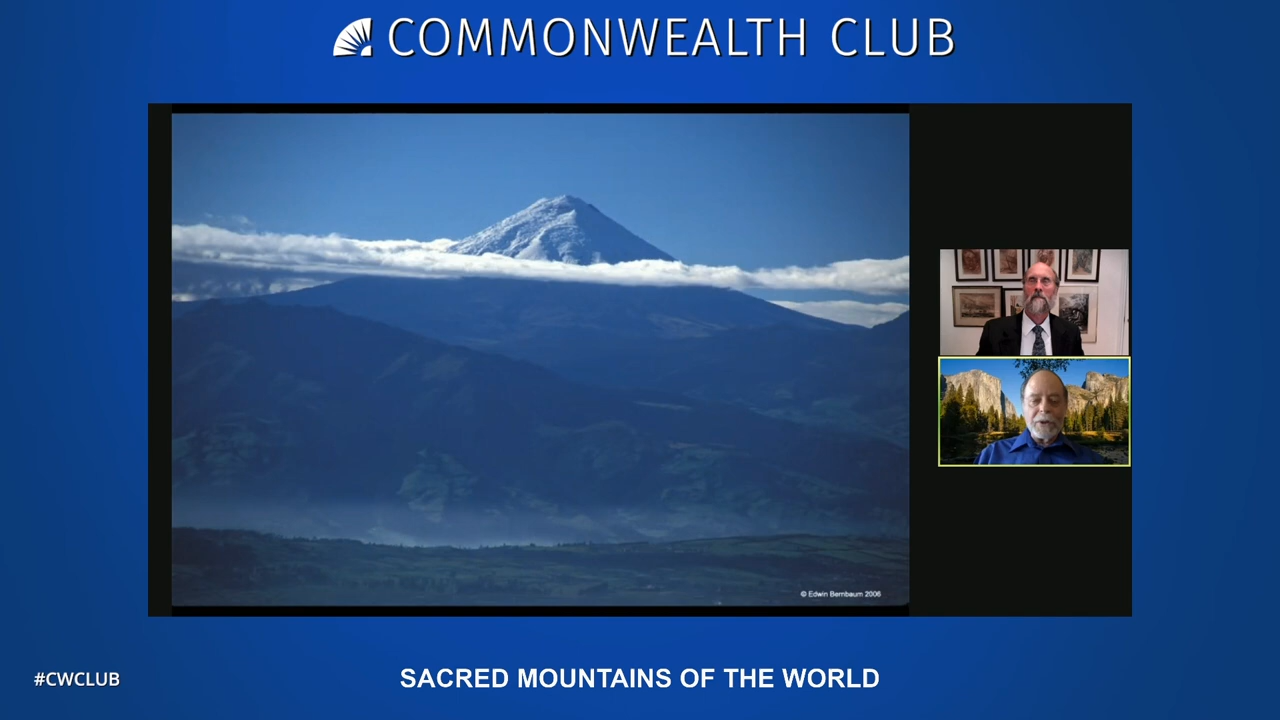 COMMONWEALTH CLUB
© Edwin Bernbaum 2006
#CWCLUB
SACRED MOUNTAINS OF THE WORLD